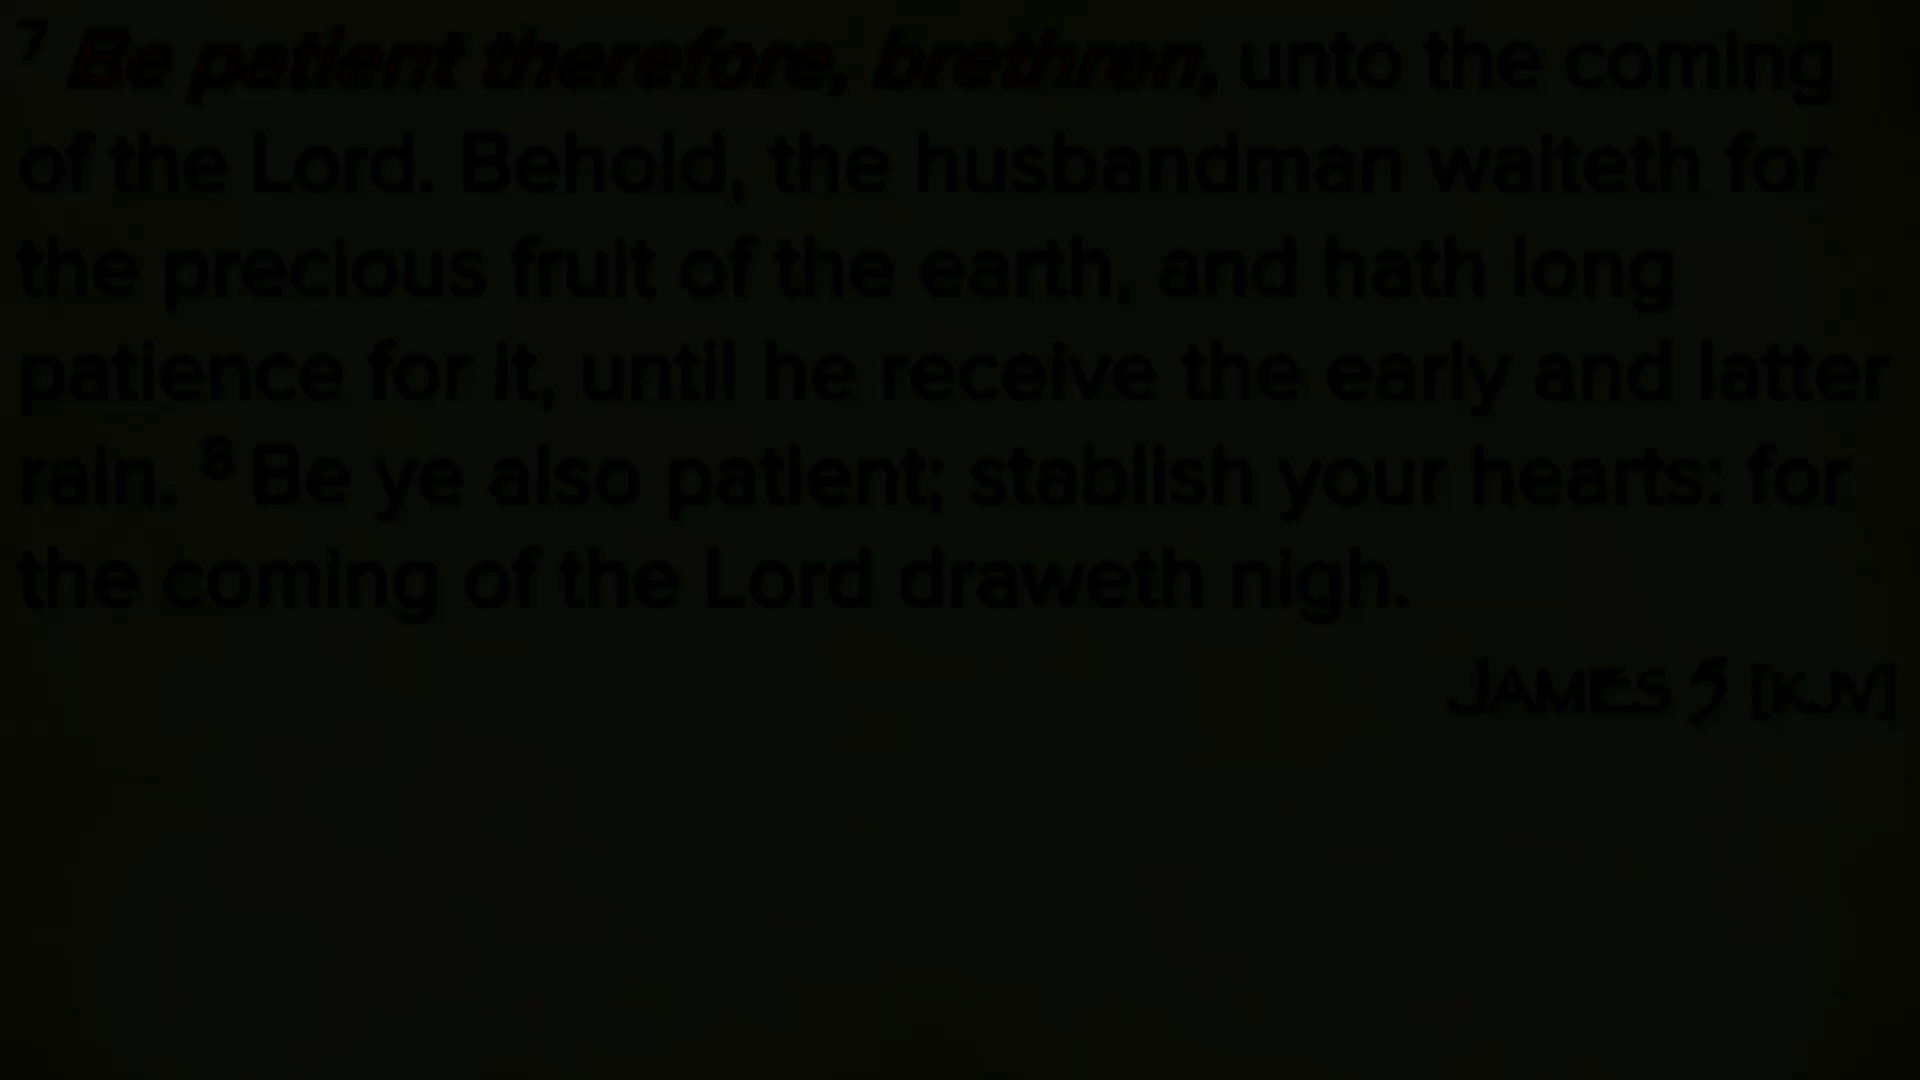 7 Be patient therefore, brethren, unto the coming
of the Lord. Behold, the husbandman waiteth for
the precious fruit of the earth, and hath long
patience for it, until he receive the early and latter
rain. 8 Be ye also patient; stablish your hearts: for
the coming of the Lord draweth nigh.
JAMES 5 [KJV]